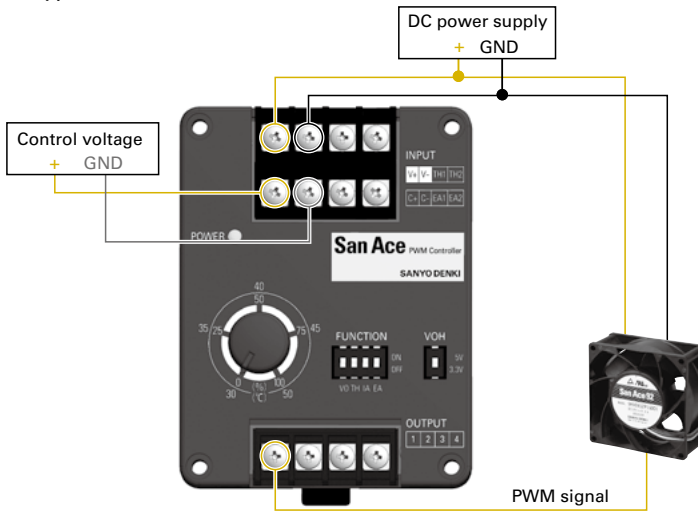 DC power supply
+ GND
Control voltage
+ GND
INPUT
V+ V- TH1 TH2
C+ C- EA1 EA2
POWER
San Ace PWM Controller
SANYO DENKI
40
50
35 25 75 45
0 (%) 100
30 (℃) 50
FUNCTION
ON
OFF
VO TH IA EA
VOH
5V
3.3V
OUTPUT
1 2 3 4
San Ace 92
PWM signal